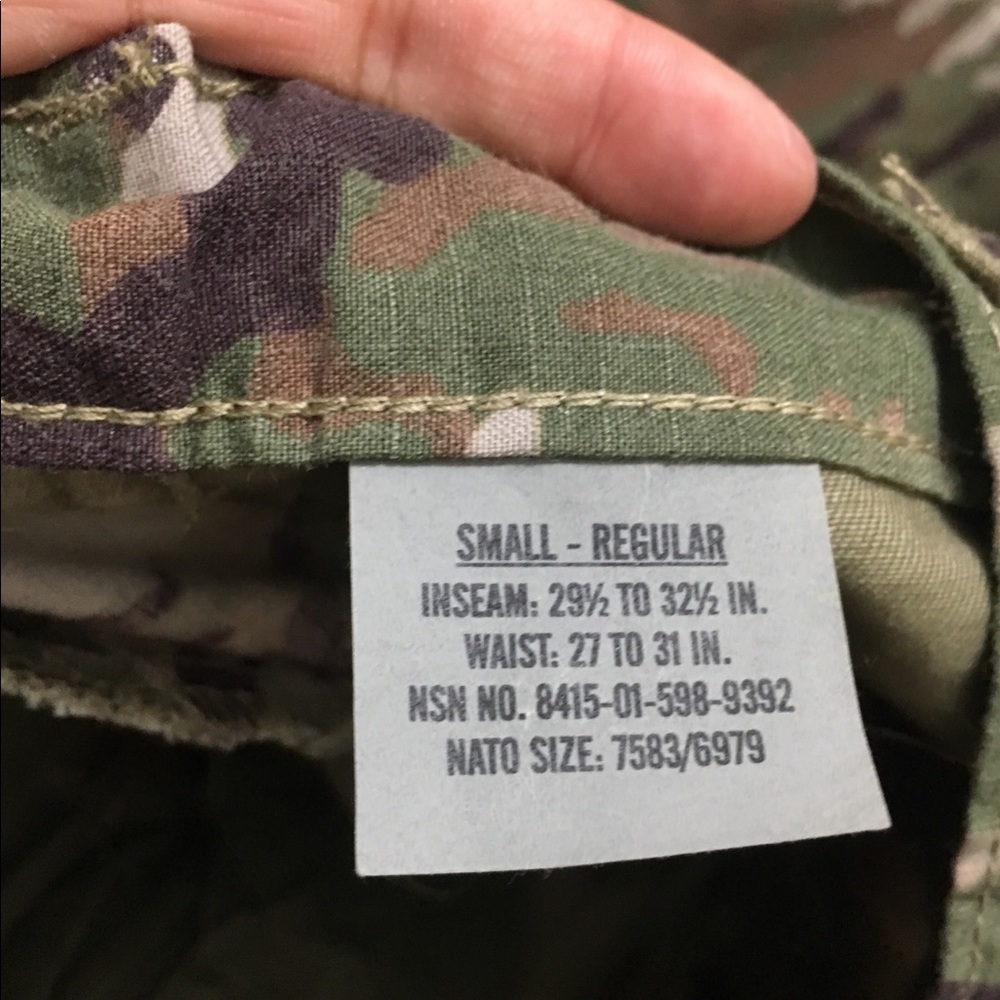 SMALL - REGULAR
INSEAM: 29½ TO 32½ IN.
WAIST: 27 TO 31 IN.
NSN NO. 8415-01-598-9392
NATO SIZE: 7583/6979